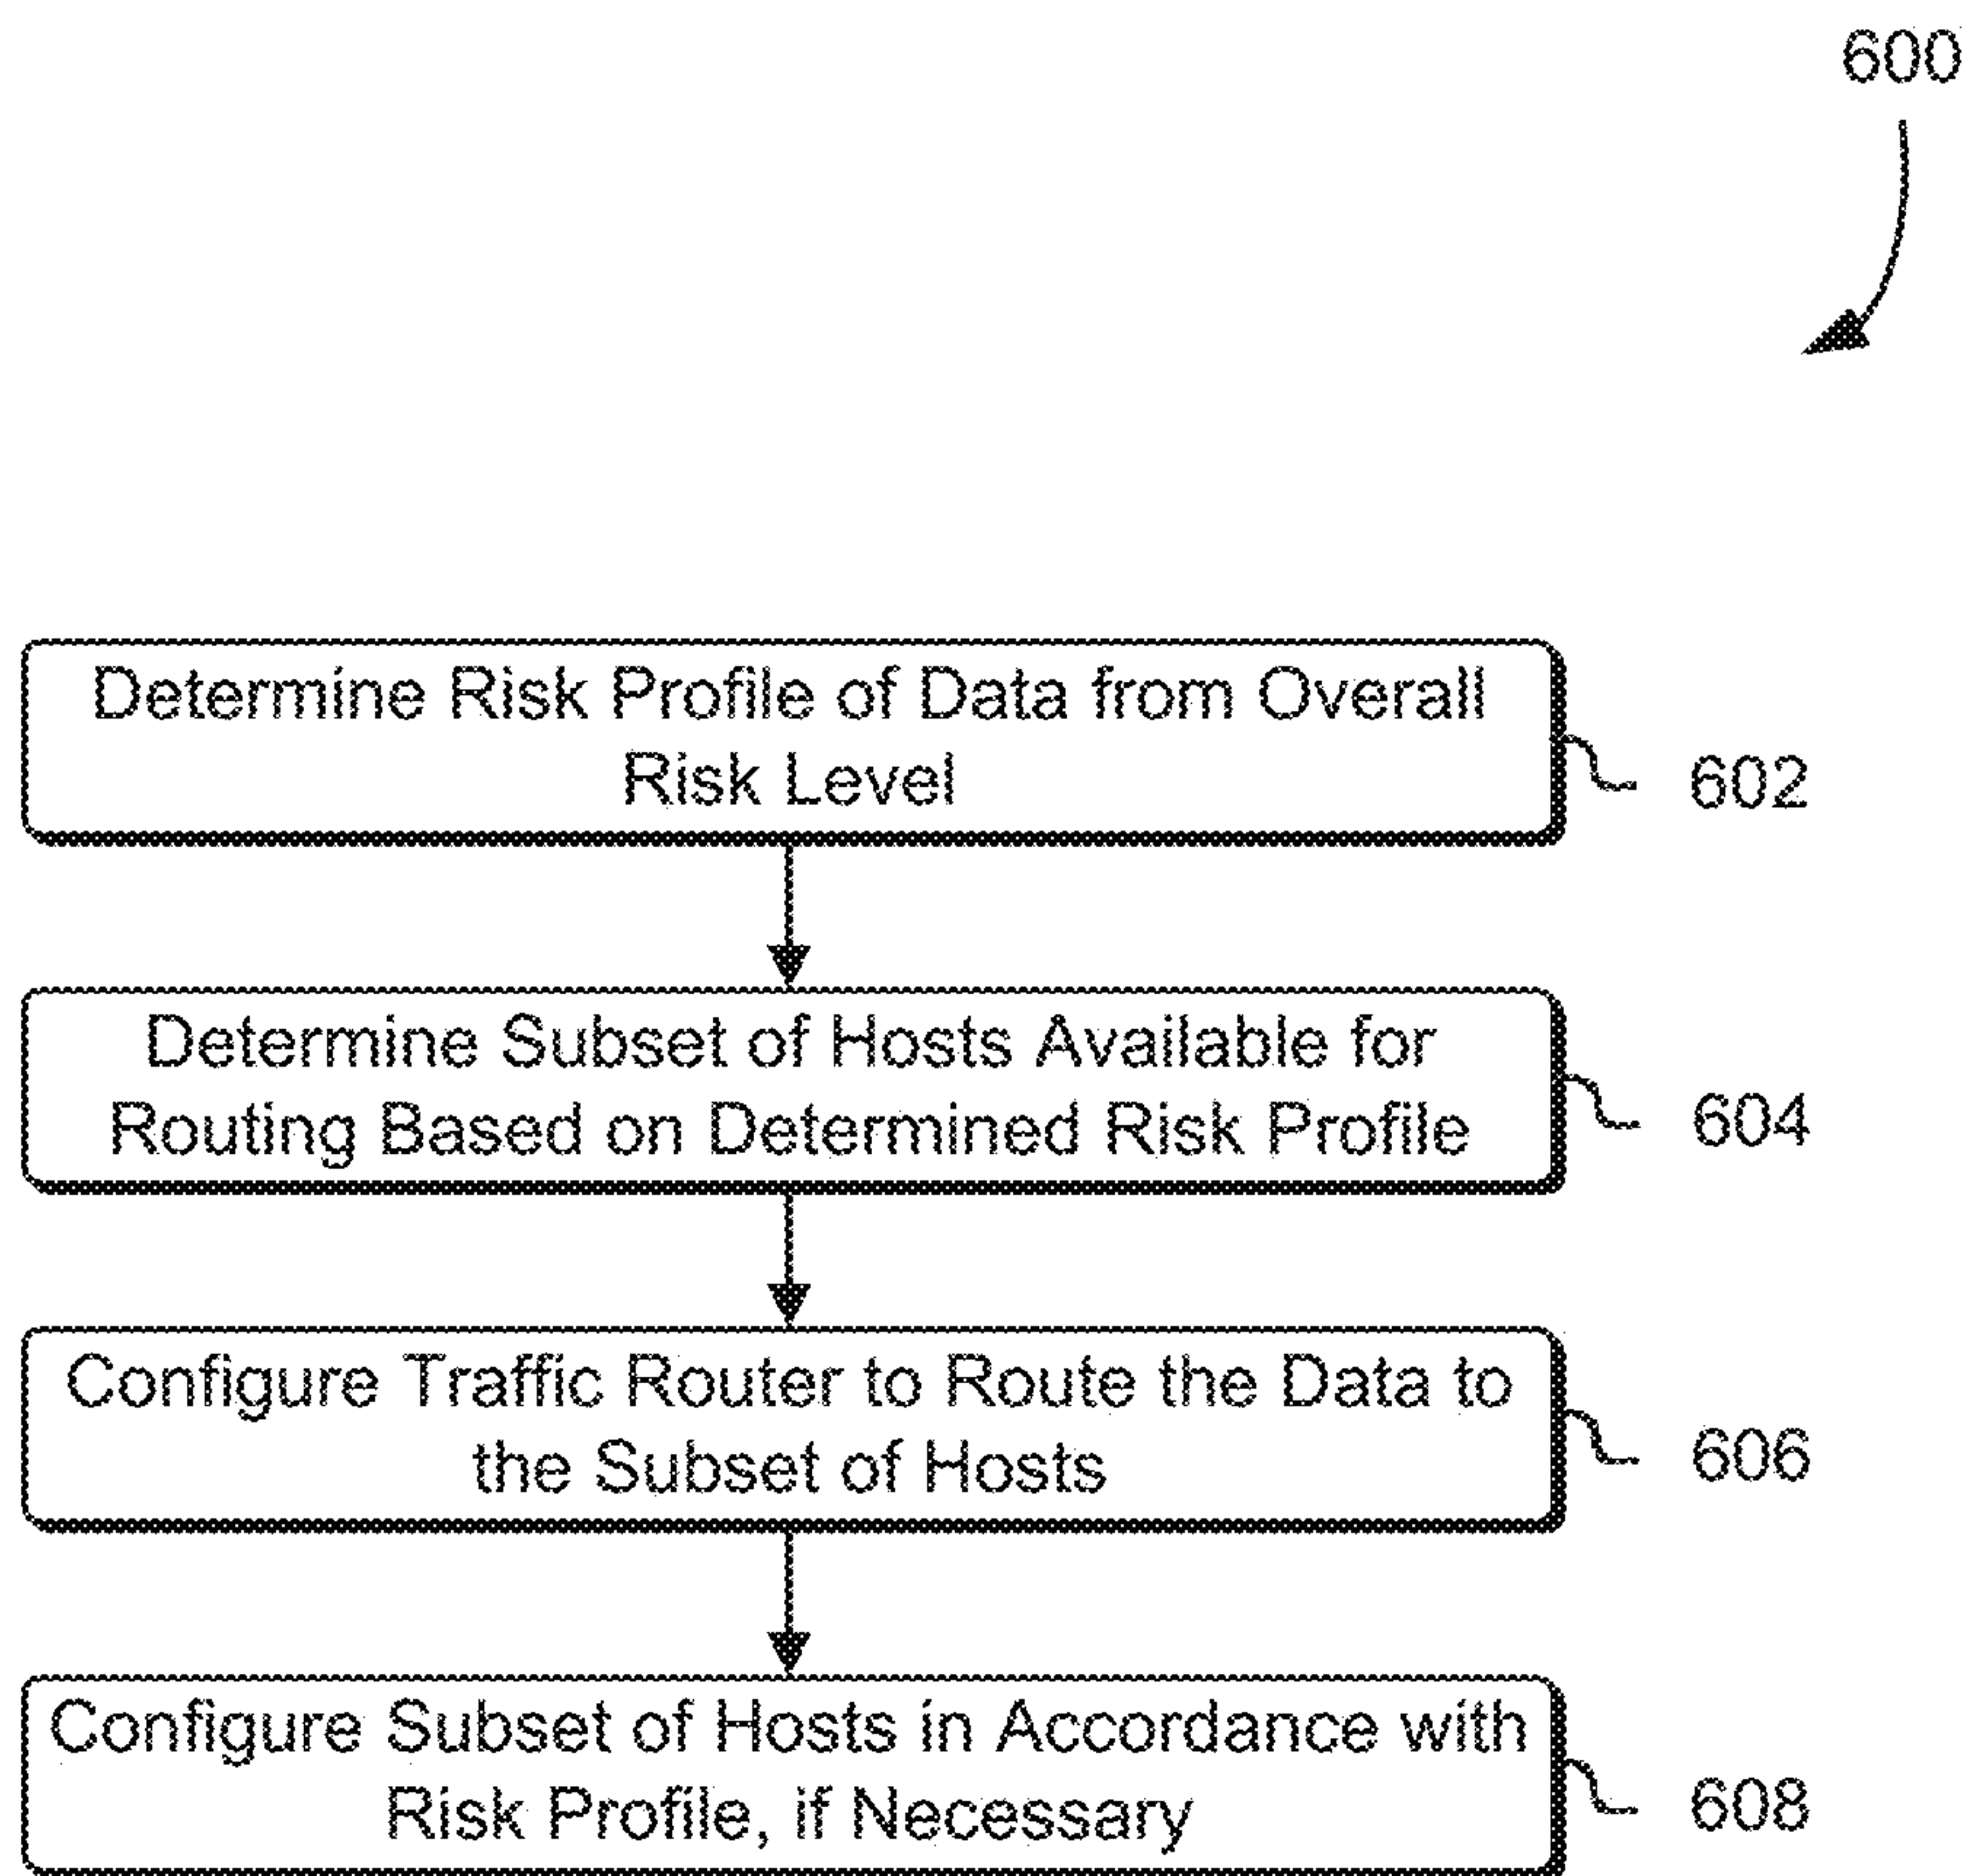 600
Determine Risk Profile of Data from Overall
Risk Level
602
Determine Subset of Hosts Available for
Routing Based on Determined Risk Profile
604
Configure Traffic Router to Route the Data to
the Subset of Hosts
606
Configure Subset of Hosts in Accordance with
Risk Profile, if Necessary
608